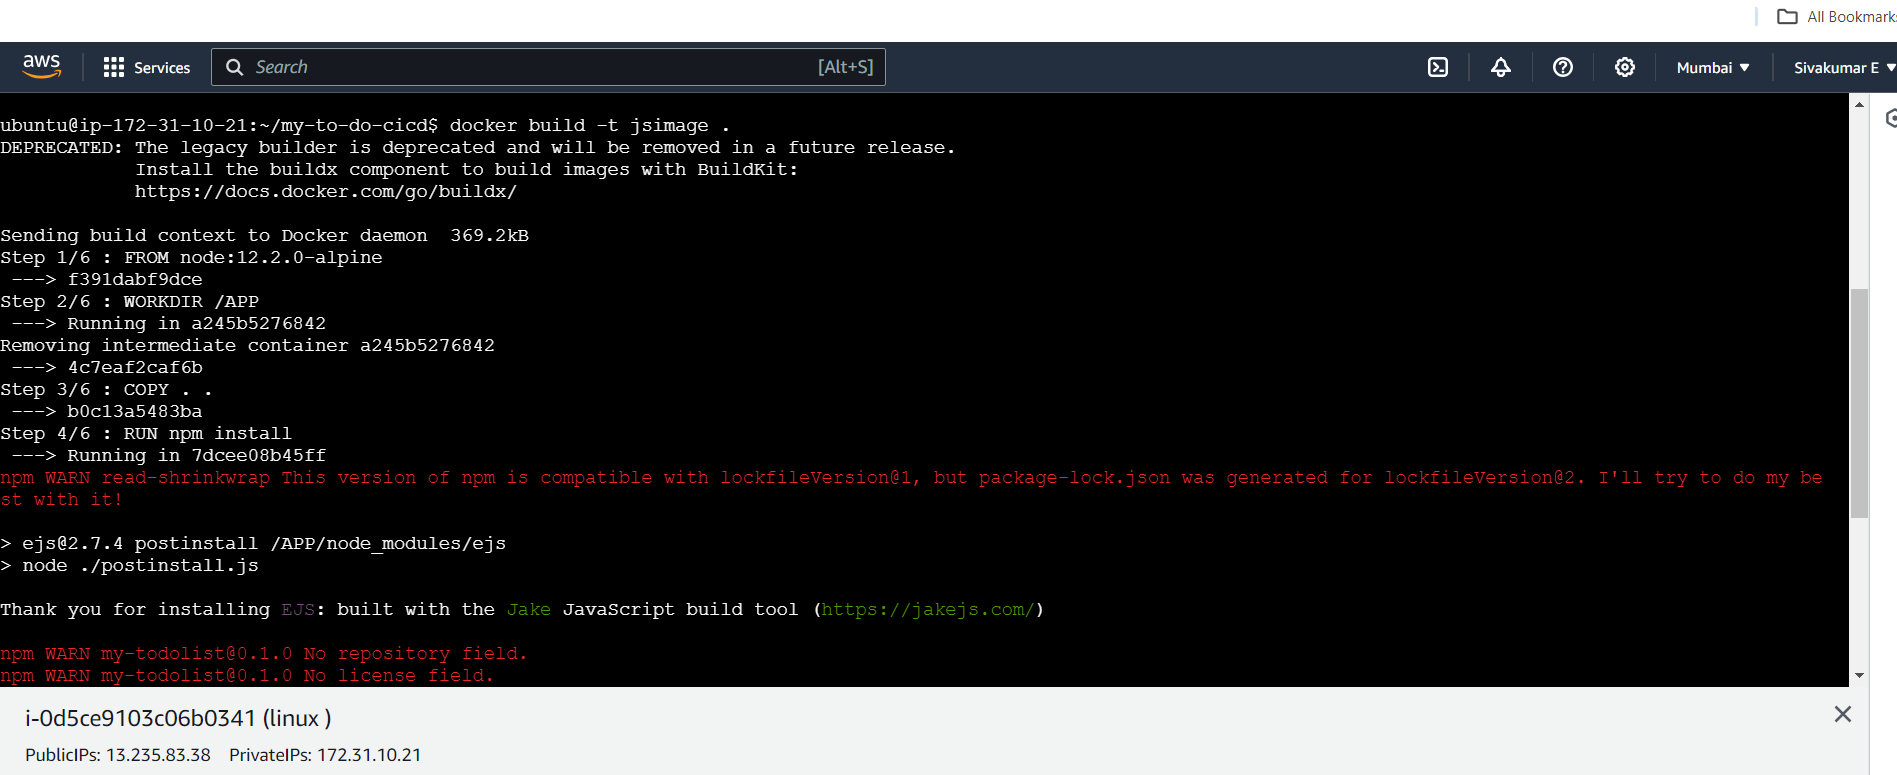 All Bookmarks
aws
Services
Search
[Alt+S]
Mumbai
Sivakumar E
ubuntu@ip-172-31-10-21:~/my-to-do-cicd$ docker build -t jsimage .
DEPRECATED: The legacy builder is deprecated and will be removed in a future release.
Install the buildx component to build images with BuildKit:
https://docs.docker.com/go/buildx/
Sending build context to Docker daemon  369.2kB
Step 1/6 : FROM node:12.2.0-alpine
---> f391dabf9dce
Step 2/6 : WORKDIR /APP
---> Running in a245b5276842
Removing intermediate container a245b5276842
---> 4c7eaf2caf6b
Step 3/6 : COPY . .
---> b0c13a5483ba
Step 4/6 : RUN npm install
---> Running in 7dcee08b45ff
npm WARN read-shrinkwrap This version of npm is compatible with lockfileVersion@1, but package-lock.json was generated for lockfileVersion@2. I'll try to do my be
st with it!
> ejs@2.7.4 postinstall /APP/node_modules/ejs
> node ./postinstall.js
Thank you for installing EJS: built with the Jake JavaScript build tool (https://jakejs.com/)
npm WARN my-todolist@0.1.0 No repository field.
npm WARN my-todolist@0.1.0 No license field.
i-0d5ce9103c06b0341 (linux )
PublicIPs: 13.235.83.38 PrivateIPs: 172.31.10.21